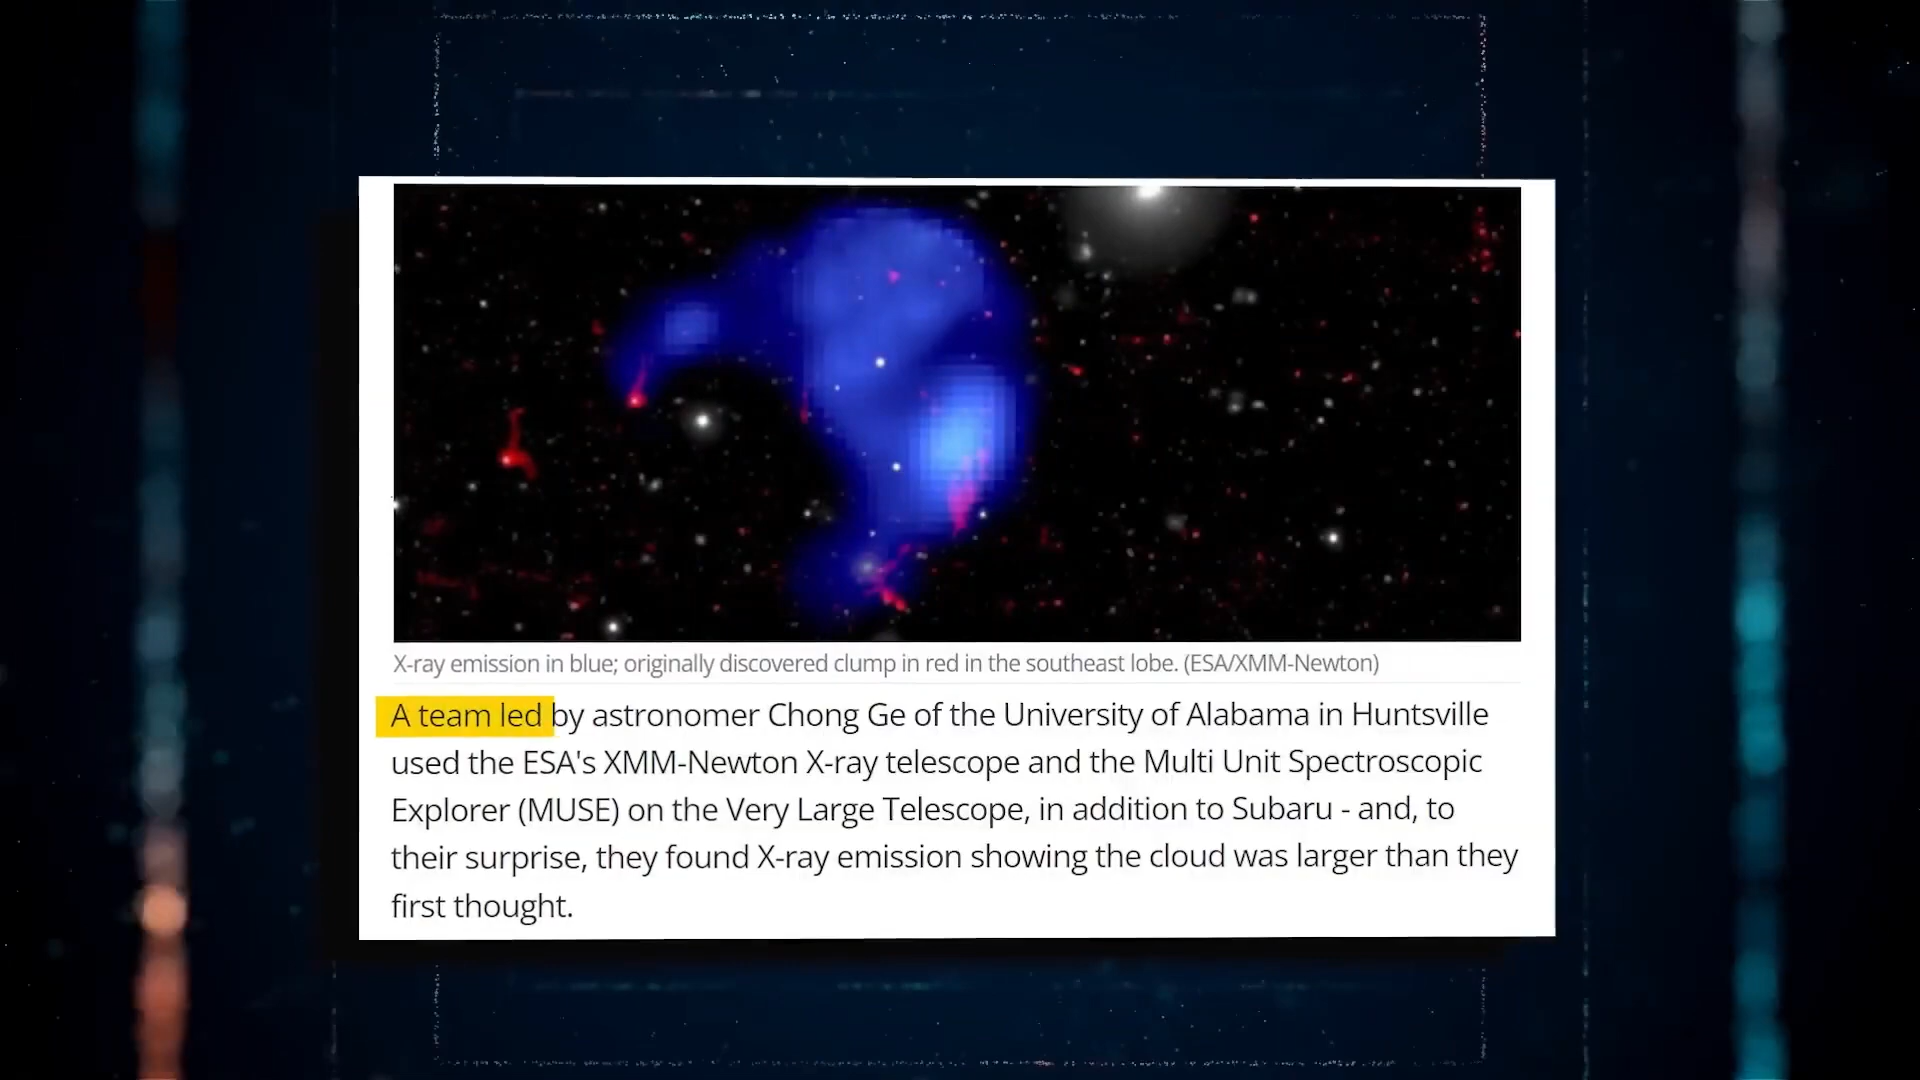 X-ray emission in blue; originally discovered clump in red in the southeast lobe. (ESA/XMM-Newton)
A team led by astronomer Chong Ge of the University of Alabama in Huntsville
used the ESA's XMM-Newton X-ray telescope and the Multi Unit Spectroscopic
Explorer (MUSE) on the Very Large Telescope, in addition to Subaru - and, to
their surprise, they found X-ray emission showing the cloud was larger than they
first thought.